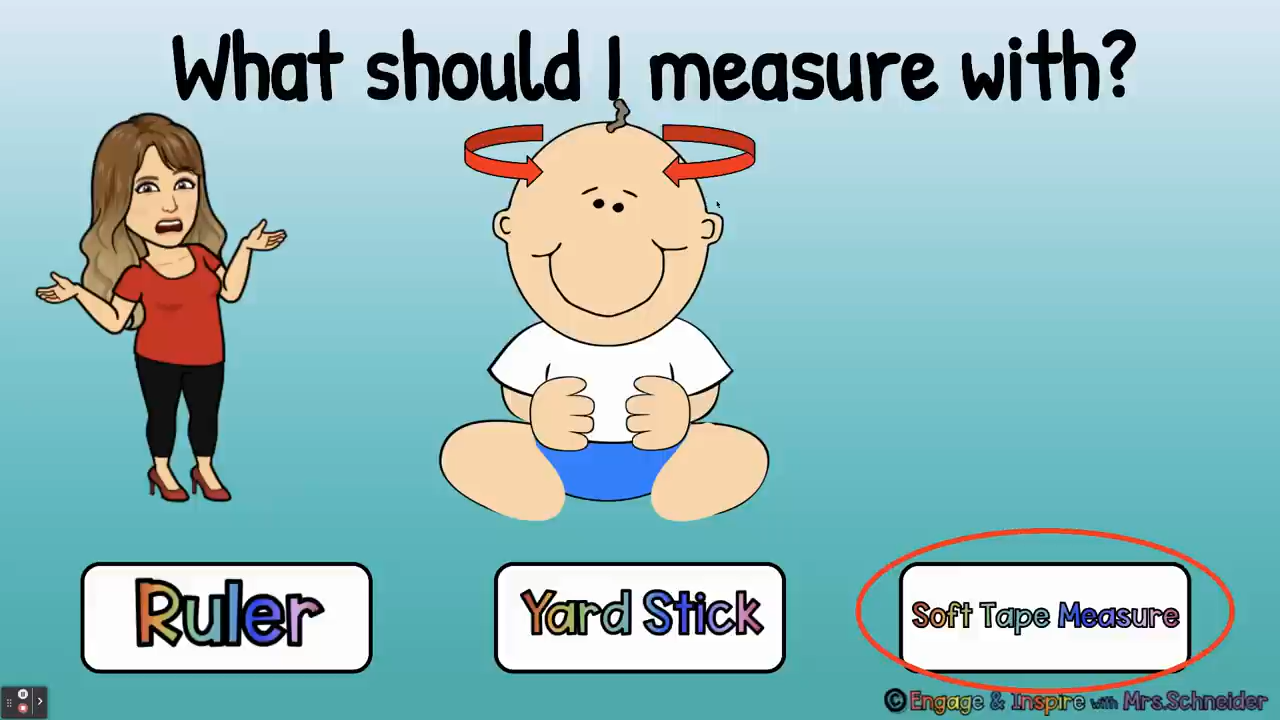 What should I measure with?
Ruler
Yard Stick
Soft Tape Measure
© Engage & Inspire with Mrs.Schneider